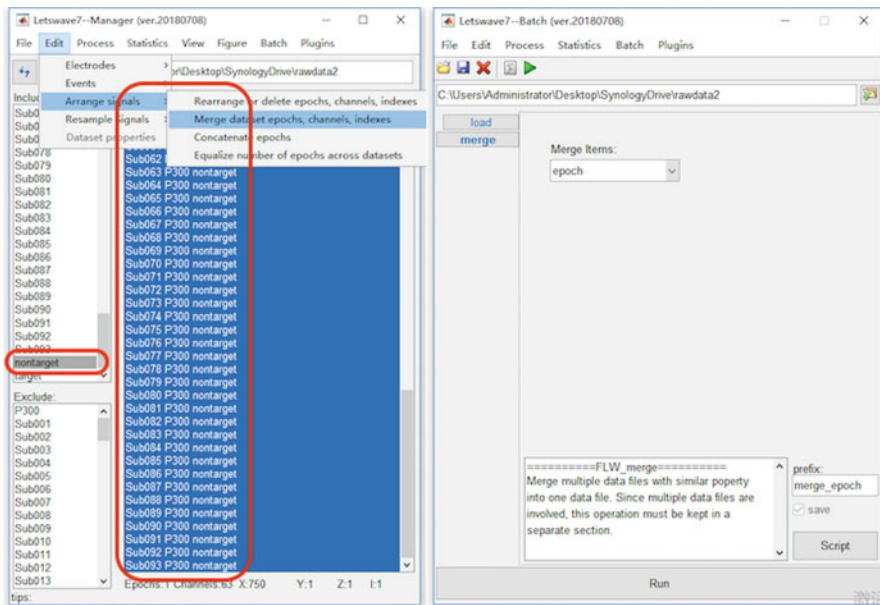 Letswave7--Manager (ver.20180708)
File Edit Process Statistics View Figure Batch Plugins
Electrodes
Events
Arrange signals
Resample Signals
Dataset properties
Rearrange or delete epochs, channels, indexes
Merge dataset epochs, channels, indexes
Concatenate epochs
Equalize number of epochs across datasets
Sub078
Sub079
Sub080
Sub081
Sub082
Sub083
Sub084
Sub085
Sub086
Sub087
Sub088
Sub089
Sub090
Sub091
Sub092
Sub093
nontarget
target
Exclude:
P300
Sub001
Sub002
Sub003
Sub004
Sub005
Sub006
Sub007
Sub008
Sub009
Sub010
Sub011
Sub012
Sub013
tips:
Sub062
Sub063 P300 nontarget
Sub064 P300 nontarget
Sub065 P300 nontarget
Sub066 P300 nontarget
Sub067 P300 nontarget
Sub068 P300 nontarget
Sub069 P300 nontarget
Sub070 P300 nontarget
Sub071 P300 nontarget
Sub072 P300 nontarget
Sub073 P300 nontarget
Sub074 P300 nontarget
Sub075 P300 nontarget
Sub076 P300 nontarget
Sub077 P300 nontarget
Sub078 P300 nontarget
Sub079 P300 nontarget
Sub080 P300 nontarget
Sub081 P300 nontarget
Sub082 P300 nontarget
Sub083 P300 nontarget
Sub084 P300 nontarget
Sub085 P300 nontarget
Sub086 P300 nontarget
Sub087 P300 nontarget
Sub088 P300 nontarget
Sub089 P300 nontarget
Sub090 P300 nontarget
Sub091 P300 nontarget
Sub092 P300 nontarget
Sub093 P300 nontarget
Epochs:1 Channels:63 X:750 Y:1 Z:1 I:1
Letswave7--Batch (ver.20180708)
File Edit Process Statistics Batch Plugins
C:\Users\Administrator\Desktop\SynologyDrive\rawdata2
load
merge
Merge Items:
epoch
==========FLW_merge==========
Merge multiple data files with similar poperty
into one data file. Since multiple data files are
involved, this operation must be kept in a
separate section.
prefix:
merge_epoch
save
Script
Run